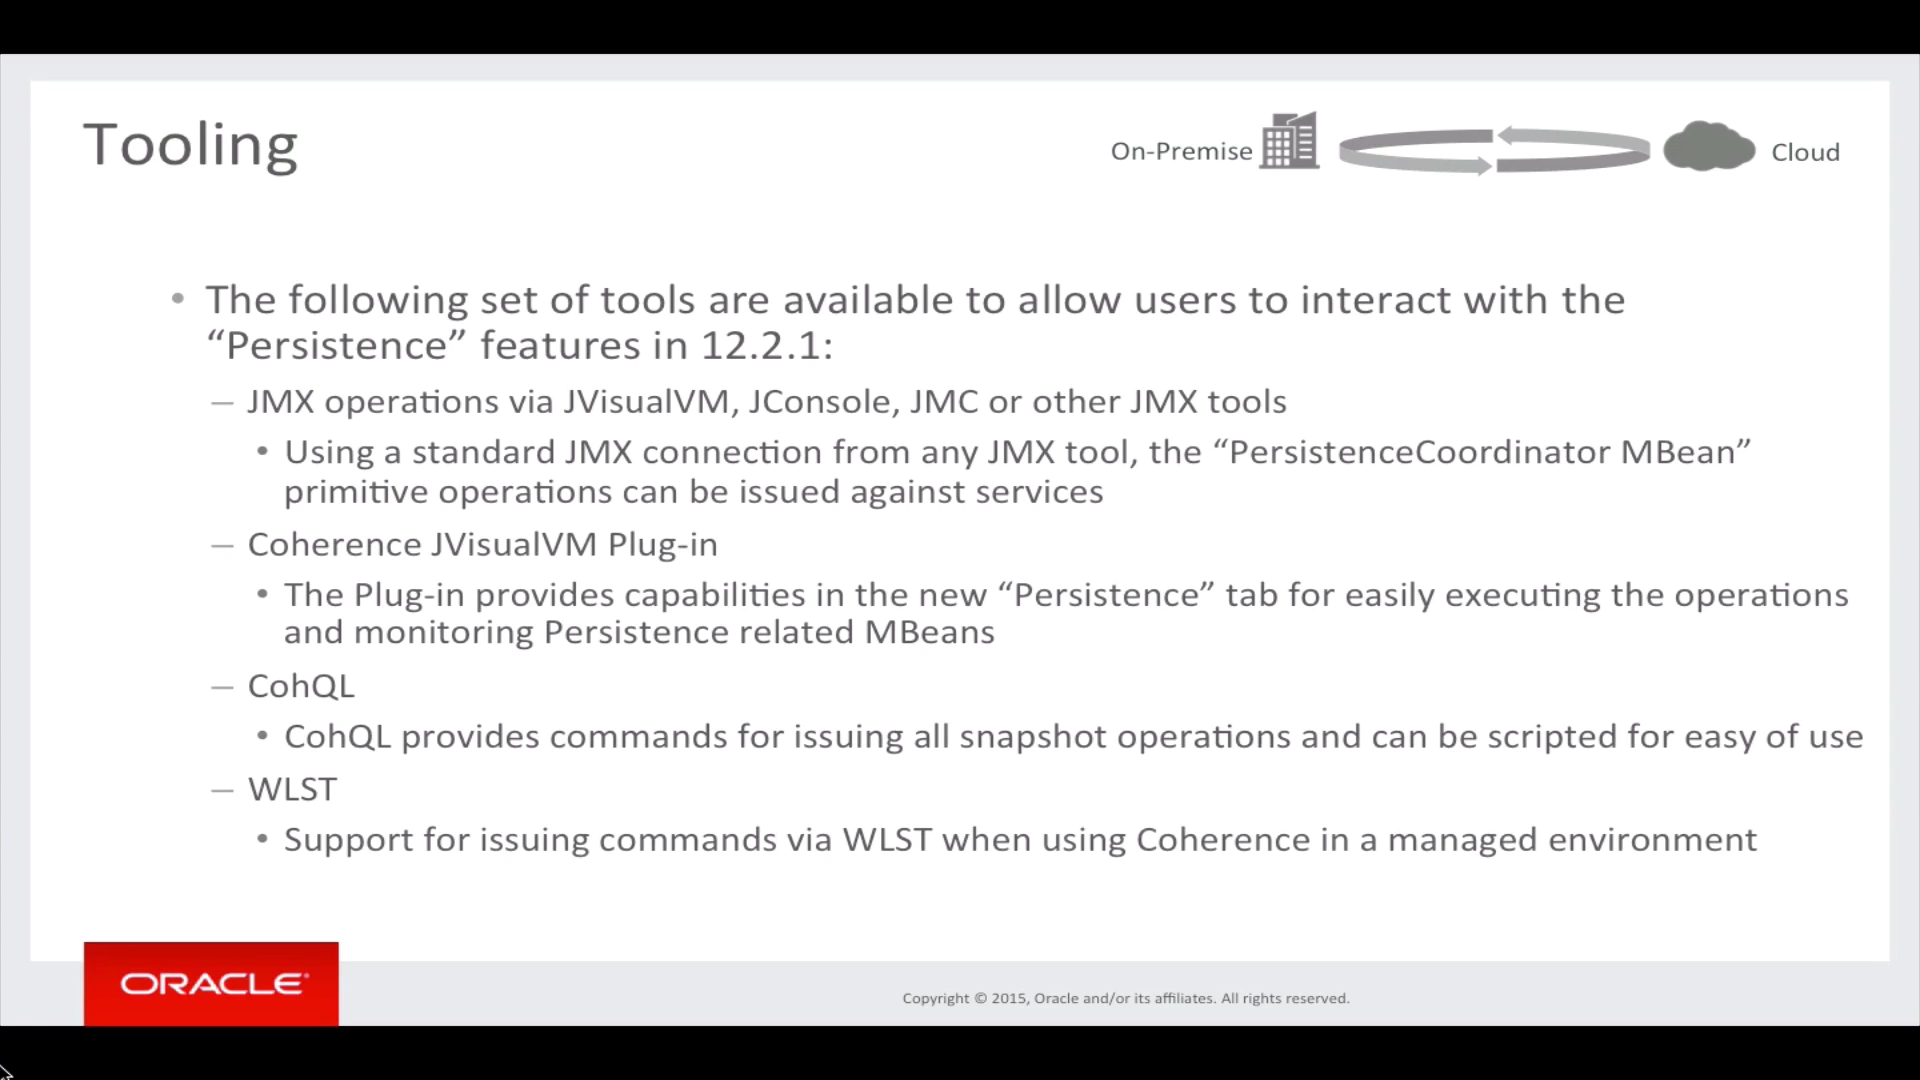 Tooling
On-Premise
Cloud
• The following set of tools are available to allow users to interact with the
“Persistence” features in 12.2.1:
– JMX operations via JVisualVM, JConsole, JMC or other JMX tools
• Using a standard JMX connection from any JMX tool, the “PersistenceCoordinator MBean”
primitive operations can be issued against services
– Coherence JVisualVM Plug-in
• The Plug-in provides capabilities in the new “Persistence” tab for easily executing the operations
and monitoring Persistence related MBeans
– CohQL
• CohQL provides commands for issuing all snapshot operations and can be scripted for easy of use
– WLST
• Support for issuing commands via WLST when using Coherence in a managed environment
ORACLE®
Copyright © 2015, Oracle and/or its affiliates. All rights reserved.